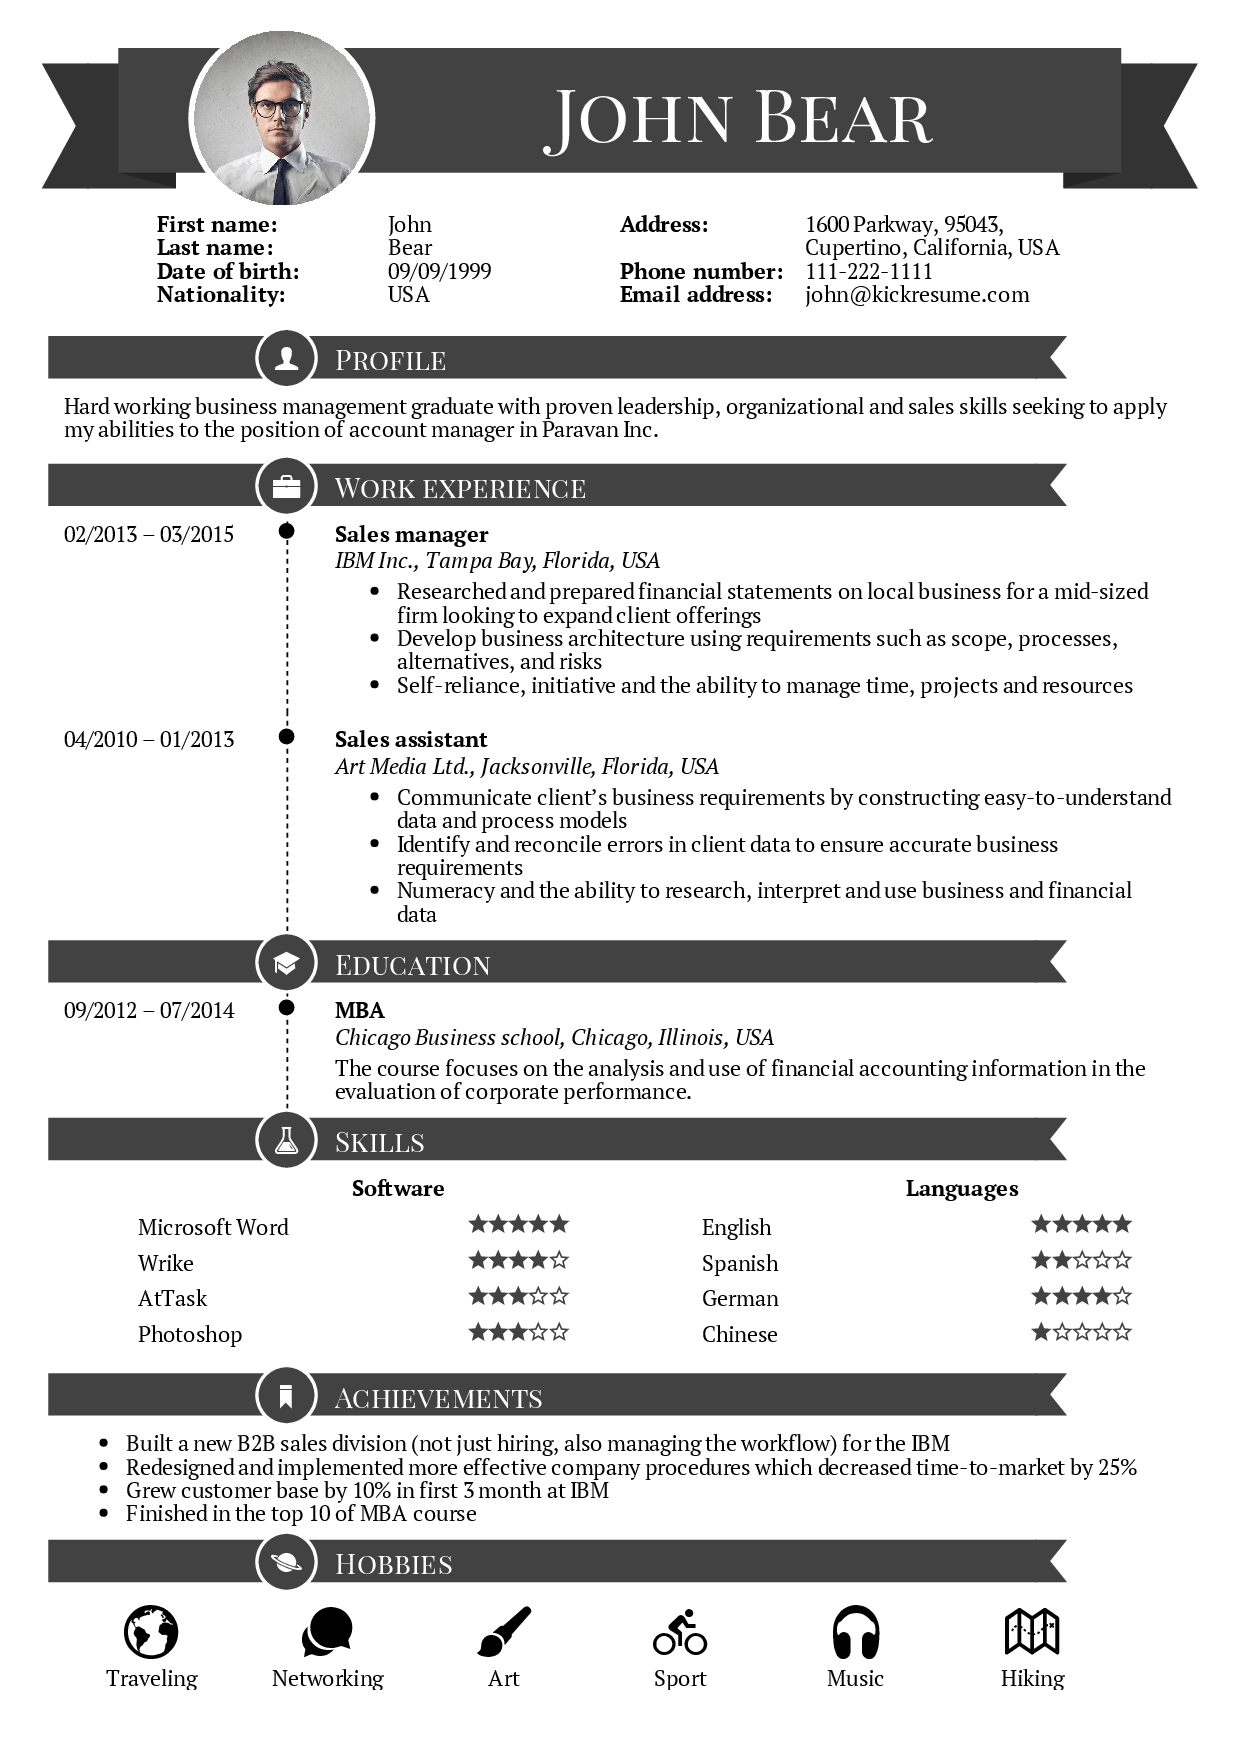 John Bear
First name: John
Last name: Bear
Date of birth: 09/09/1999
Nationality: USA
Address: 1600 Parkway, 95043,
Cupertino, California, USA
Phone number: 111-222-1111
Email address: john@kickresume.com
Profile
Hard working business management graduate with proven leadership, organizational and sales skills seeking to apply
my abilities to the position of account manager in Paravan Inc.
Work experience
02/2013 – 03/2015
Sales manager
IBM Inc., Tampa Bay, Florida, USA
• Researched and prepared financial statements on local business for a mid-sized
firm looking to expand client offerings
• Develop business architecture using requirements such as scope, processes,
alternatives, and risks
• Self-reliance, initiative and the ability to manage time, projects and resources
04/2010 – 01/2013
Sales assistant
Art Media Ltd., Jacksonville, Florida, USA
• Communicate client’s business requirements by constructing easy-to-understand
data and process models
• Identify and reconcile errors in client data to ensure accurate business
requirements
• Numeracy and the ability to research, interpret and use business and financial
data
Education
09/2012 – 07/2014
MBA
Chicago Business school, Chicago, Illinois, USA
The course focuses on the analysis and use of financial accounting information in the
evaluation of corporate performance.
Skills
Software
Microsoft Word
Wrike
AtTask
Photoshop
Languages
English
Spanish
German
Chinese
Achievements
• Built a new B2B sales division (not just hiring, also managing the workflow) for the IBM
• Redesigned and implemented more effective company procedures which decreased time-to-market by 25%
• Grew customer base by 10% in first 3 month at IBM
• Finished in the top 10 of MBA course
Hobbies
Traveling
Networking
Art
Sport
Music
Hiking